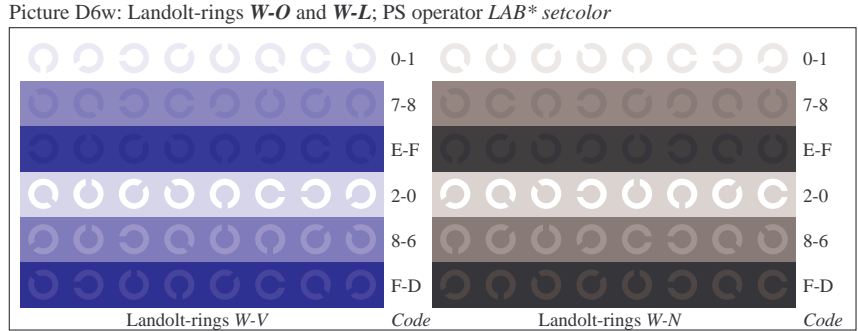 Picture D6w: Landolt-rings W-O and W-L; PS operator LAB* setcolor
0-1 0-1
7-8 7-8
E-F E-F
2-0 2-0
8-6 8-6
F-D F-D
Landolt-rings W-V Code Landolt-rings W-N Code